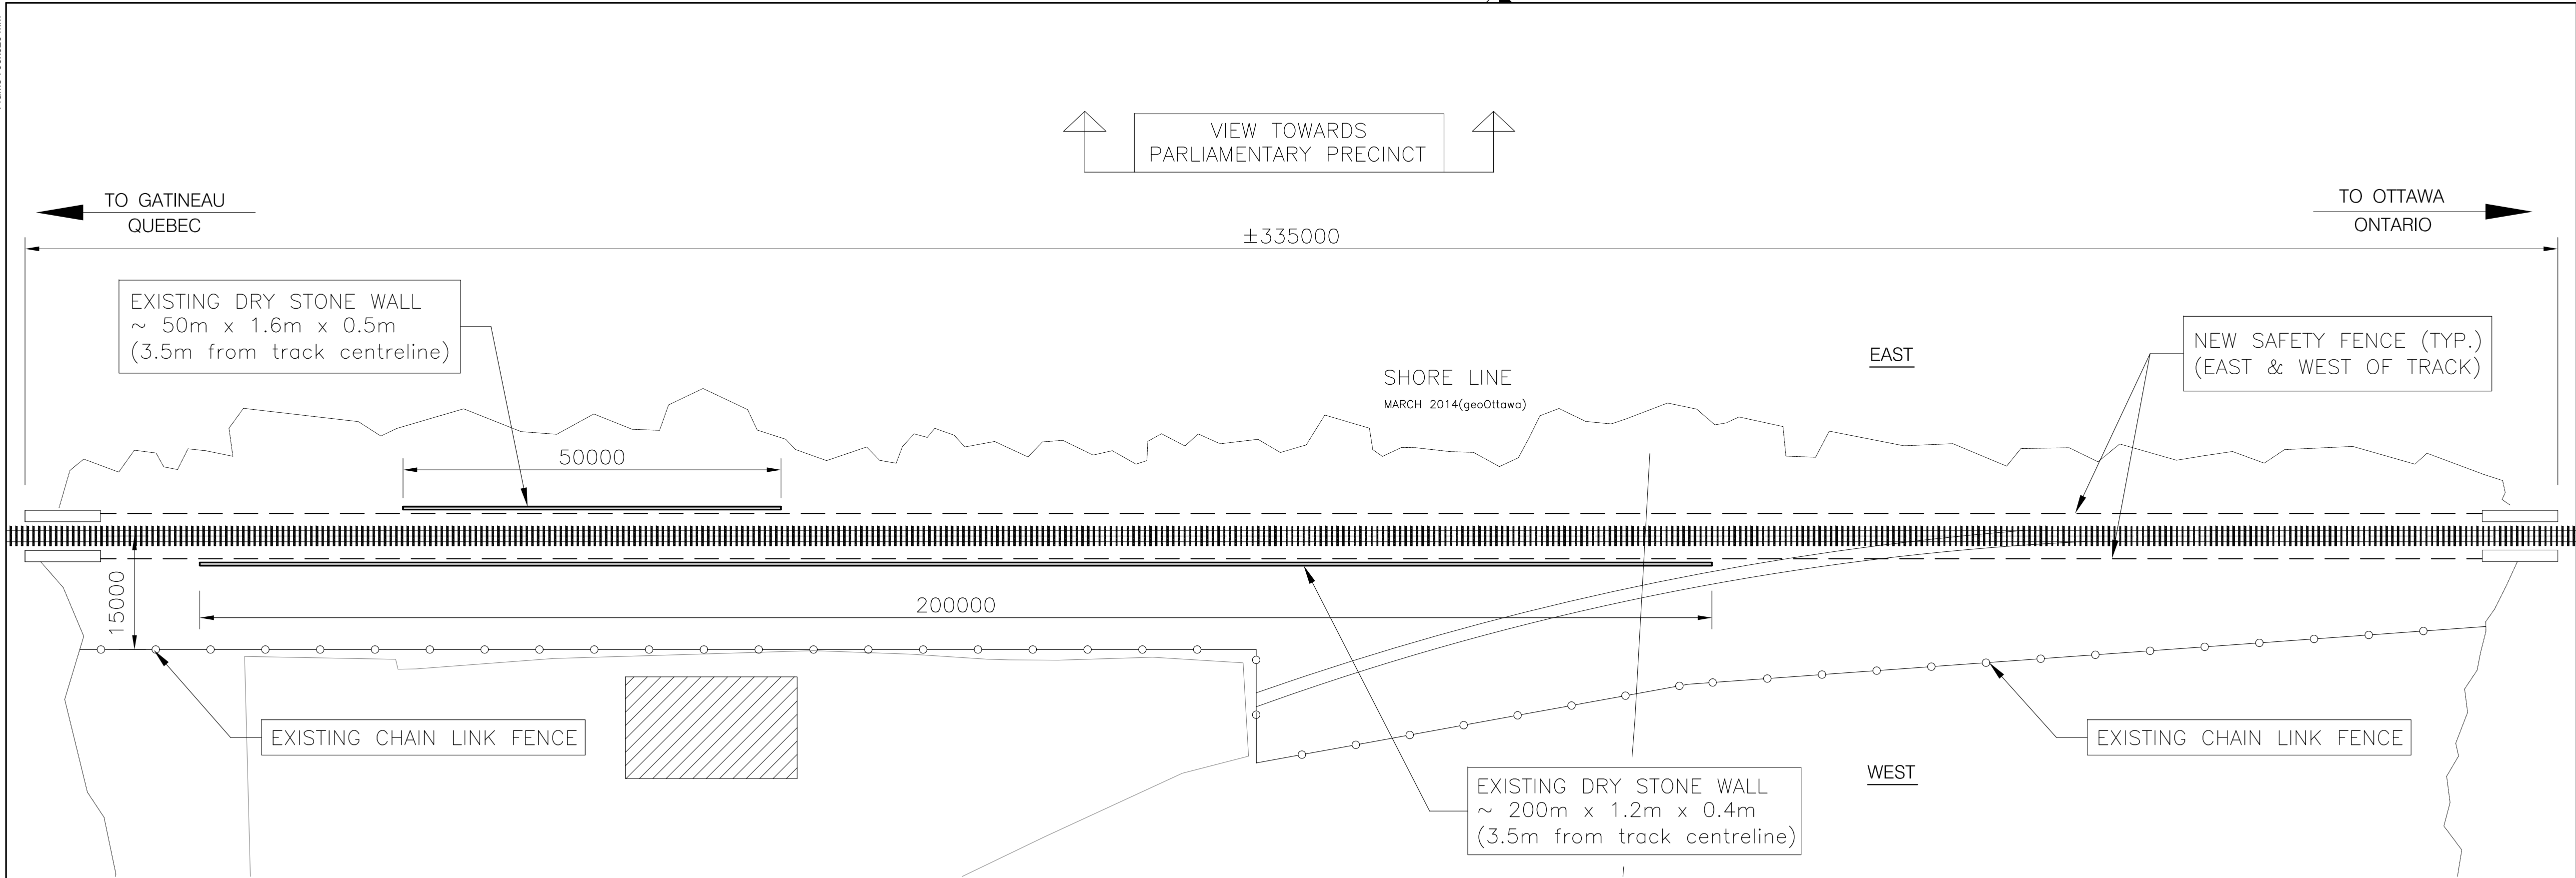 VIEW TOWARDS
PARLIAMENTARY PRECINCT
TO GATINEAU
QUEBEC
TO OTTAWA
ONTARIO
±335000
EXISTING DRY STONE WALL
~ 50m x 1.6m x 0.5m
(3.5m from track centreline)
EAST
NEW SAFETY FENCE (TYP.)
(EAST & WEST OF TRACK)
SHORE LINE
MARCH 2014(geoOttawa)
50000
15000
200000
EXISTING CHAIN LINK FENCE
EXISTING CHAIN LINK FENCE
WEST
EXISTING DRY STONE WALL
~ 200m x 1.2m x 0.4m
(3.5m from track centreline)